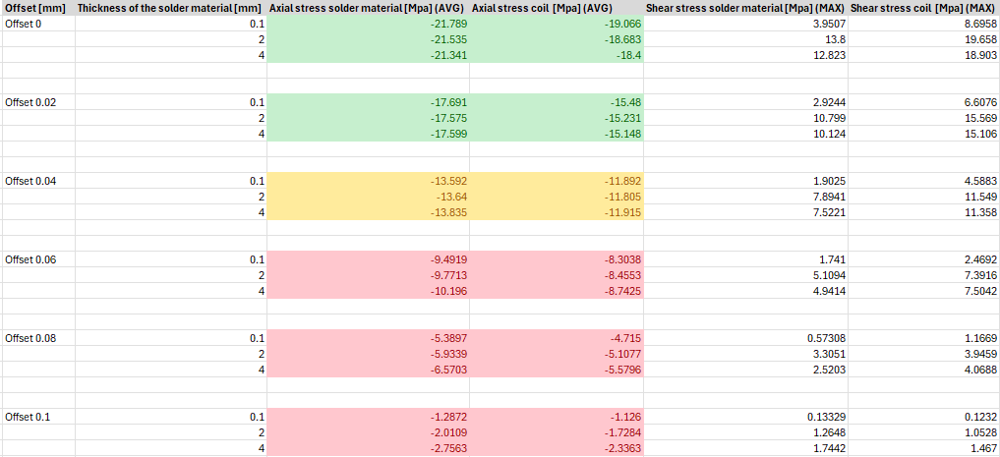 Offset [mm] Thickness of the solder material [mm] Axial stress solder material [Mpa] (AVG) Axial stress coil [Mpa] (AVG) Shear stress solder material [Mpa] (MAX) Shear stress coil [Mpa] (MAX)
Offset 0 0.1 -21.789 -19.066 3.9507 8.6958
2 -21.535 -18.683 13.8 19.658
4 -21.341 -18.4 12.823 18.903
Offset 0.02 0.1 -17.691 -15.48 2.9244 6.6076
2 -17.575 -15.231 10.799 15.569
4 -17.599 -15.148 10.124 15.106
Offset 0.04 0.1 -13.592 -11.892 1.9025 4.5883
2 -13.64 -11.805 7.8941 11.549
4 -13.835 -11.915 7.5221 11.358
Offset 0.06 0.1 -9.4919 -8.3038 1.741 2.4692
2 -9.7713 -8.4553 5.1094 7.3916
4 -10.196 -8.7425 4.9414 7.5042
Offset 0.08 0.1 -5.3897 -4.715 0.57308 1.1669
2 -5.9339 -5.1077 3.3051 3.9459
4 -6.5703 -5.5796 2.5203 4.0688
Offset 0.1 0.1 -1.2872 -1.126 0.13329 0.1232
2 -2.0109 -1.7284 1.2648 1.0528
4 -2.7563 -2.3363 1.7442 1.467